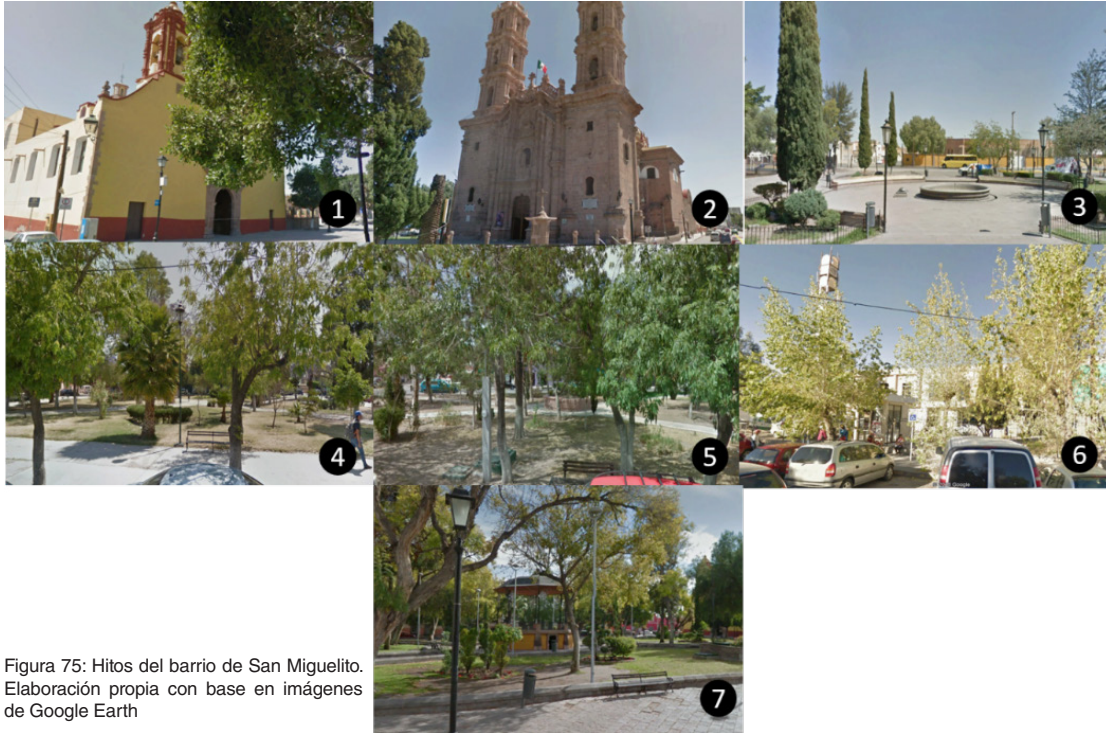 1
2
3
4
5
6
Google
7
Figura 75: Hitos del barrio de San Miguelito.
Elaboración propia con base en imágenes
de Google Earth